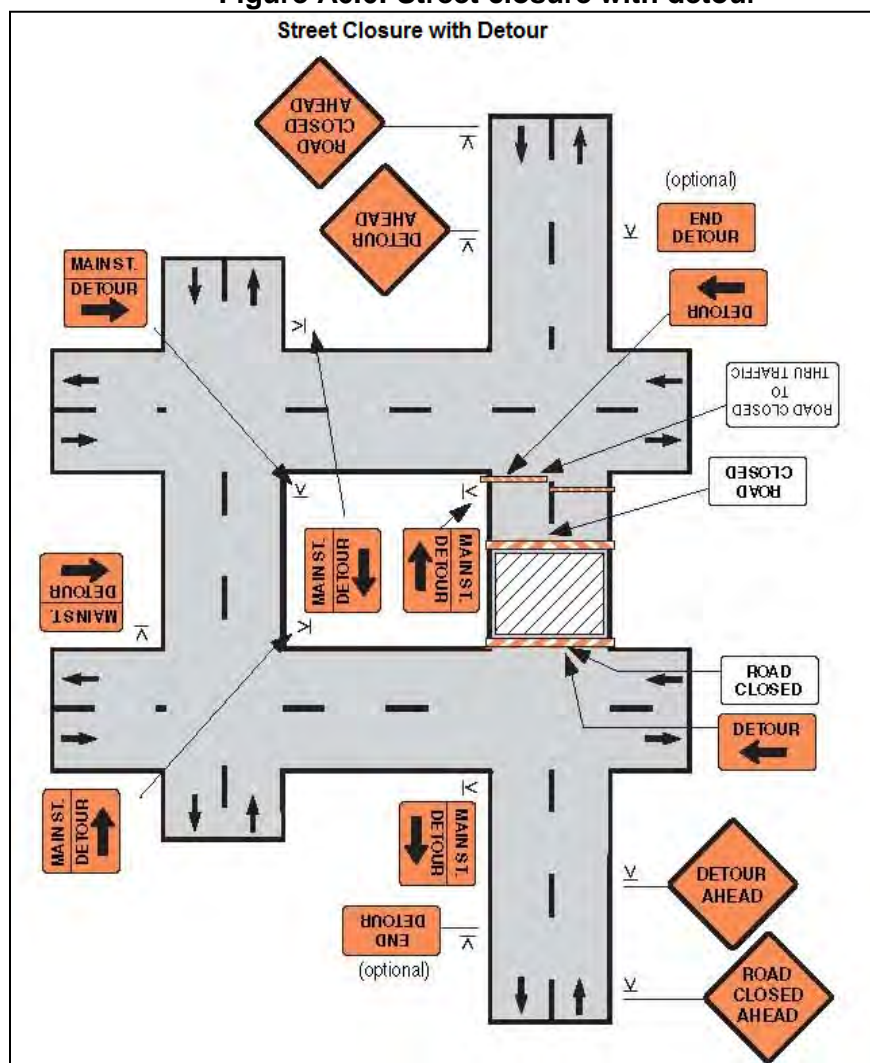 Figure A6.6: Street closure with detour
Street Closure with Detour
ROAD
CLOSED
AHEAD
DETOUR
AHEAD
(optional)
END
DETOUR
MAIN ST.
DETOUR
DETOUR
ROAD CLOSED
TO
THRU TRAFFIC
ROAD
CLOSED
MAIN ST.
DETOUR
MAIN ST.
DETOUR
MAIN ST.
DETOUR
ROAD
CLOSED
DETOUR
MAIN ST.
DETOUR
MAIN ST.
DETOUR
DETOUR
AHEAD
END
DETOUR
(optional)
ROAD
CLOSED
AHEAD